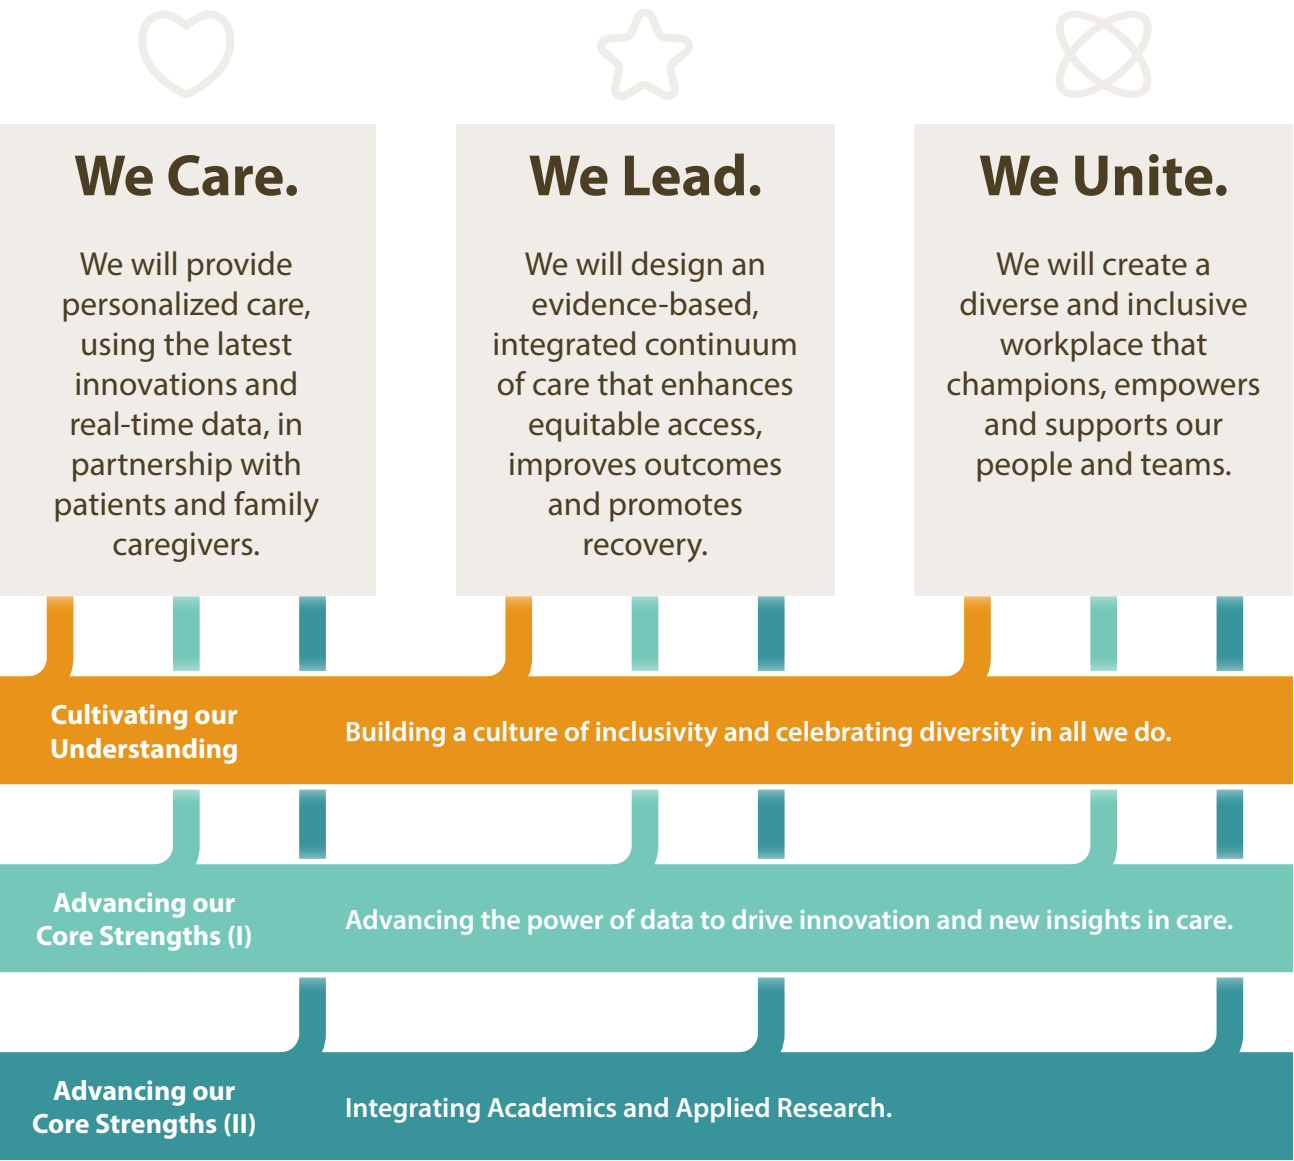 We Care.
We will provide
personalized care,
using the latest
innovations and
real-time data, in
partnership with
patients and family
caregivers.
We Lead.
We will design an
evidence-based,
integrated continuum
of care that enhances
equitable access,
improves outcomes
and promotes
recovery.
We Unite.
We will create a
diverse and inclusive
workplace that
champions, empowers
and supports our
people and teams.
Cultivating our
Understanding
Building a culture of inclusivity and celebrating diversity in all we do.
Advancing our
Core Strengths (I)
Advancing the power of data to drive innovation and new insights in care.
Advancing our
Core Strengths (II)
Integrating Academics and Applied Research.